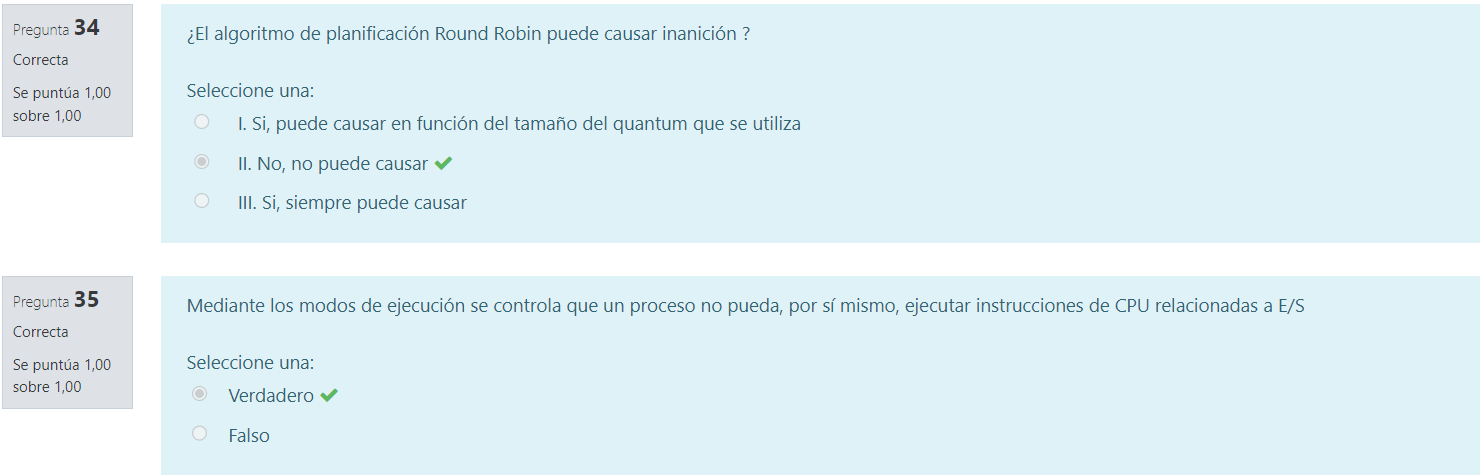 Pregunta 34
Correcta
Se puntúa 1,00
sobre 1,00
¿El algoritmo de planificación Round Robin puede causar inanición ?
Seleccione una:
I. Si, puede causar en función del tamaño del quantum que se utiliza
II. No, no puede causar
III. Si, siempre puede causar
Pregunta 35
Correcta
Se puntúa 1,00
sobre 1,00
Mediante los modos de ejecución se controla que un proceso no pueda, por sí mismo, ejecutar instrucciones de CPU relacionadas a E/S
Seleccione una:
Verdadero
Falso